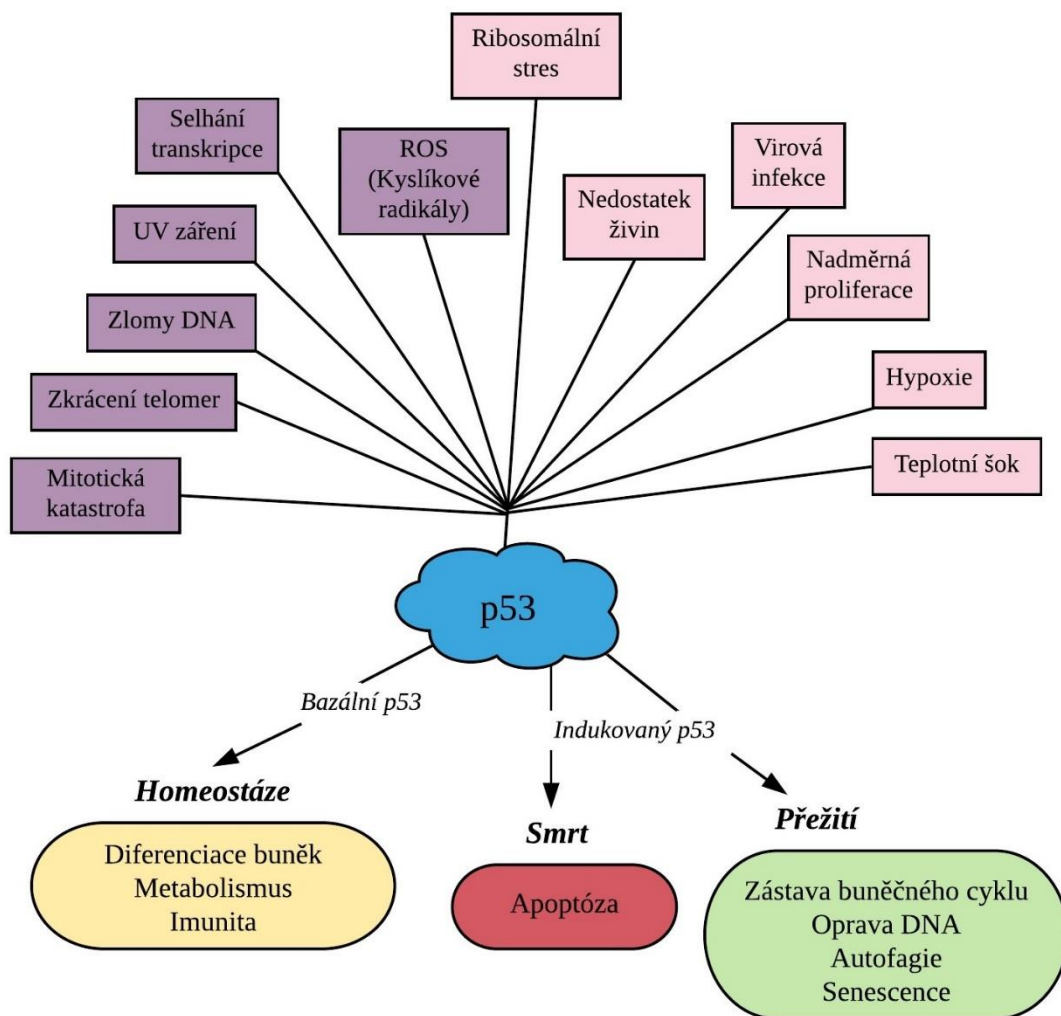 Ribosomální
stres
Selhání
transkripce
ROS
(Kyslíkové
radikály)
Virová
infekce
Nedostatek
živin
UV záření
Nadměrná
proliferace
Zlomy DNA
Hypoxie
Zkrácení telomer
Teplotní šok
Mitotická
katastrofa
p53
Bazální p53
Indukovaný p53
Homeostáze
Diferenciace buněk
Metabolismus
Imunita
Smrt
Apoptóza
Přežití
Zástava buněčného cyklu
Oprava DNA
Autofagie
Senescence